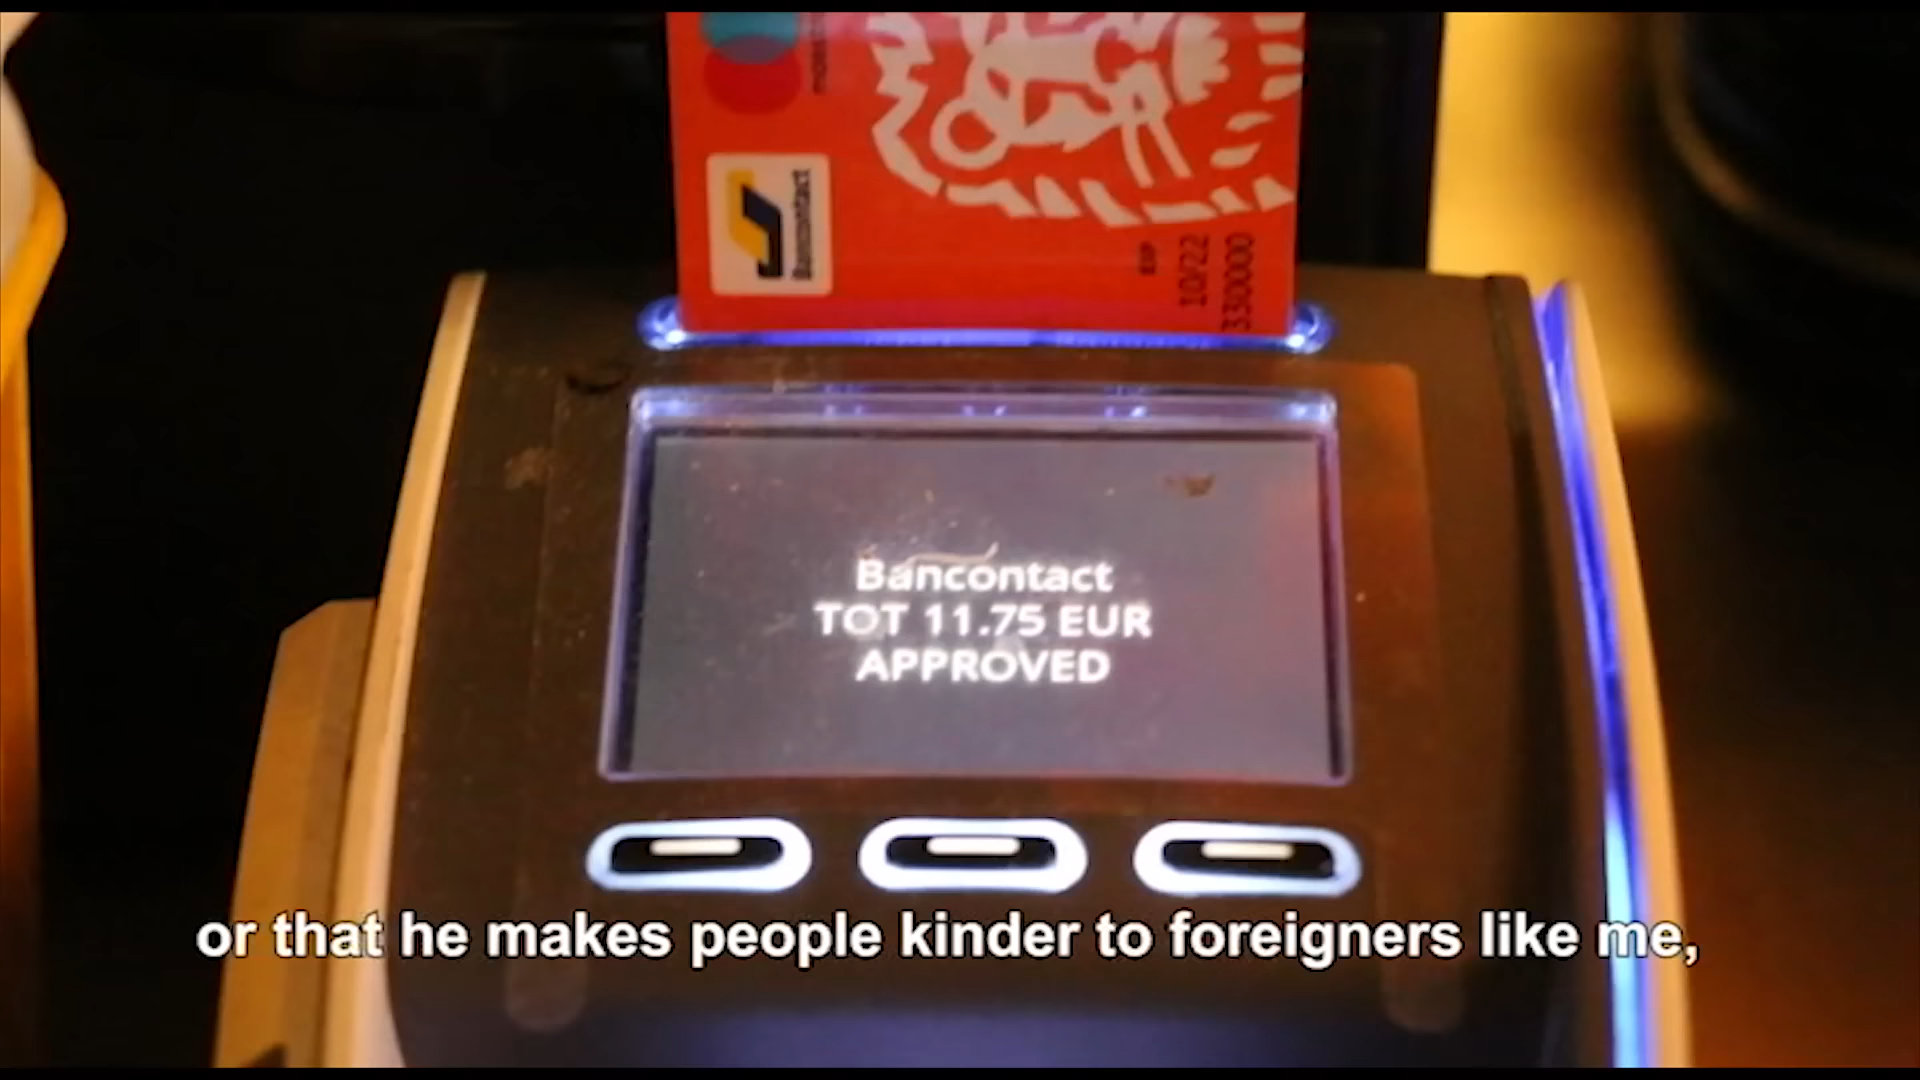 Bancontact
EXP
10/22
330000
Bancontact
TOT 11.75 EUR
APPROVED
or that he makes people kinder to foreigners like me,